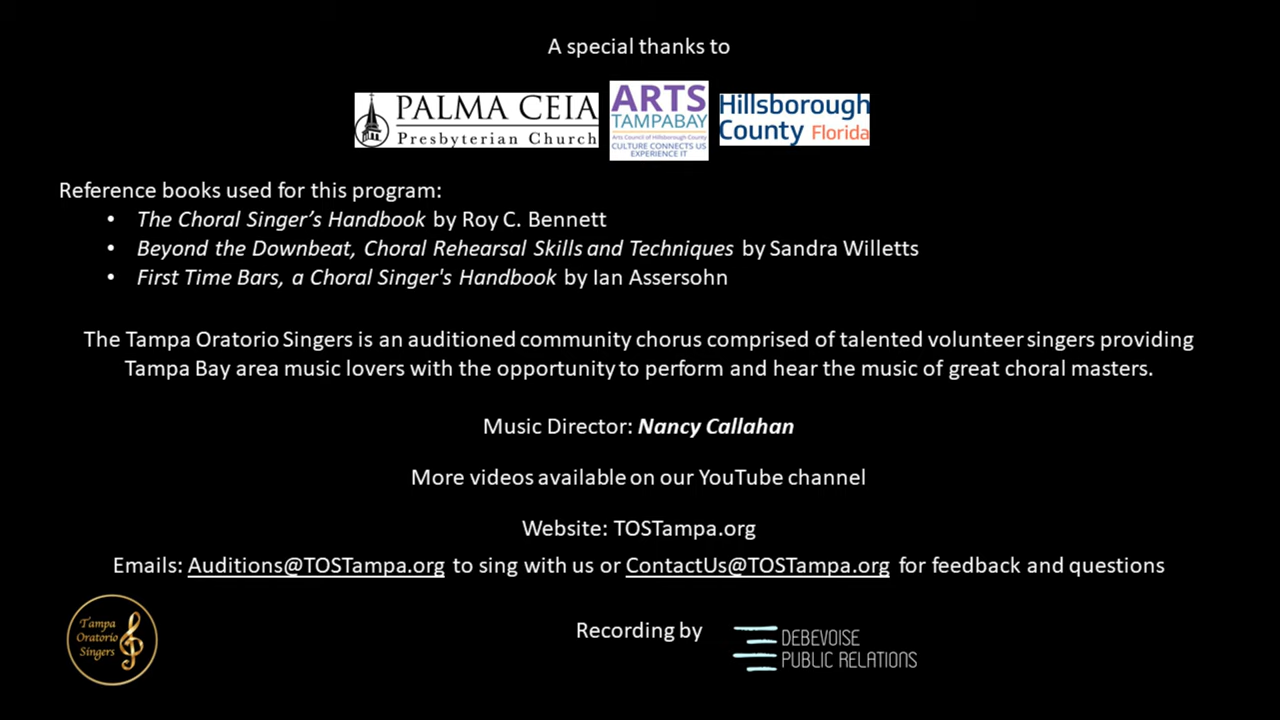 A special thanks to
PALMA CEIA
Presbyterian Church
ARTS
TAMPABAY
Arts Council of Hillsborough County
CULTURE CONNECTS US
EXPERIENCE IT
Hillsborough
County Florida
Reference books used for this program:
• The Choral Singer's Handbook by Roy C. Bennett
• Beyond the Downbeat, Choral Rehearsal Skills and Techniques by Sandra Willetts
• First Time Bars, a Choral Singer's Handbook by Ian Assersohn
The Tampa Oratorio Singers is an auditioned community chorus comprised of talented volunteer singers providing
Tampa Bay area music lovers with the opportunity to perform and hear the music of great choral masters.
Music Director: Nancy Callahan
More videos available on our YouTube channel
Website: TOSTampa.org
Emails: Auditions@TOSTampa.org to sing with us or ContactUs@TOSTampa.org for feedback and questions
Tampa
Oratorio
Singers
Recording by
DEBEVOISE
PUBLIC RELATIONS